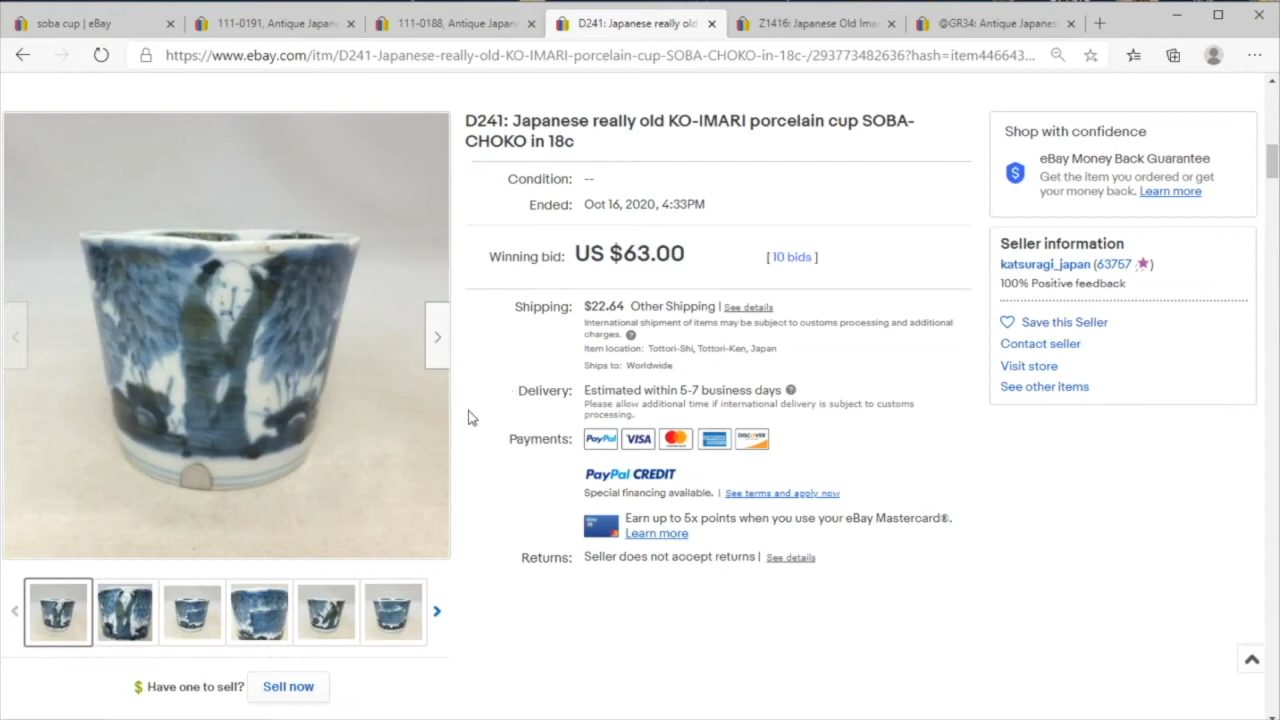 soba cup | eBay
111-0191, Antique Japan
111-0188, Antique Japan
D241: Japanese really old
Z1416: Japanese Old Ima
@GR34: Antique Japanes
https://www.ebay.com/itm/D241-Japanese-really-old-KO-IMARI-porcelain-cup-SOBA-CHOKO-in-18c-/293773482636?hash=item446643...
D241: Japanese really old KO-IMARI porcelain cup SOBA-
CHOKO in 18c
Condition: --
Ended: Oct 16, 2020, 4:33PM
Winning bid: US $63.00 [ 10 bids ]
Shipping: $22.64 Other Shipping | See details
International shipment of items may be subject to customs processing and additional
charges.
Item location: Tottori-Shi, Tottori-Ken, Japan
Ships to: Worldwide
Delivery: Estimated within 5-7 business days
Please allow additional time if international delivery is subject to customs
processing.
Payments: PayPal VISA MasterCard AMERICAN EXPRESS DISCOVER
PayPal CREDIT
Special financing available. | See terms and apply now
Earn up to 5x points when you use your eBay Mastercard®.
Learn more
Returns: Seller does not accept returns | See details
Shop with confidence
eBay Money Back Guarantee
Get the item you ordered or get
your money back. Learn more
Seller information
katsuragi_japan (63757)
100% Positive feedback
Save this Seller
Contact seller
Visit store
See other items
Have one to sell? Sell now